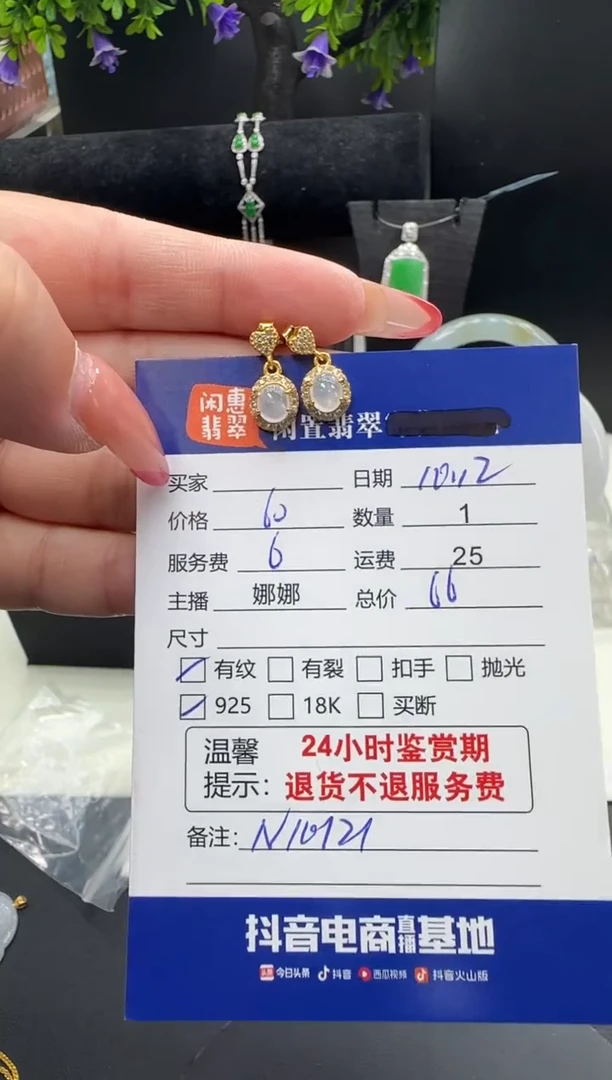 闲惠
翡翠
闲置翡翠
买家 日期 10.12
价格 60 数量 1
服务费 6 运费 25
主播 娜娜 总价 66
尺寸
有纹 有裂 扣手 抛光
925 18K 买断
温馨 24小时鉴赏期
提示：退货不退服务费
备注：N10121
抖音电商直播基地
头条 今日头条 抖音 西瓜视频 抖音火山版